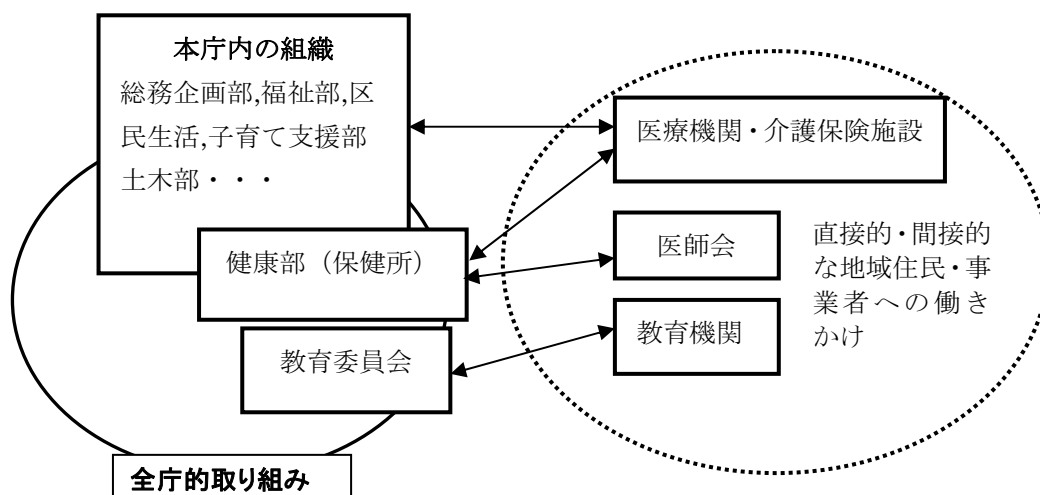 本庁内の組織
総務企画部,福祉部,区
民生活,子育て支援部
土木部・・・
健康部（保健所）
教育委員会
全庁的取り組み
医療機関・介護保険施設
医師会
教育機関
直接的・間接的
な地域住民・事
業者への働き
かけ